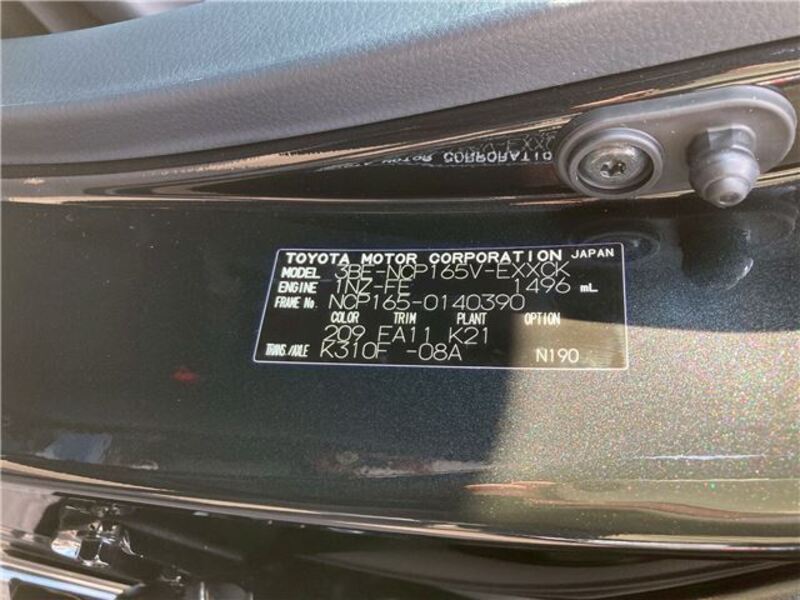 TOYOTA MOTOR CORPORATION JAPAN
MODEL 3BE-NCP165V-EXXCK
ENGINE 1NZ-FE 1496 mL
FRAME No. NCP165-0140390
COLOR TRIM PLANT OPTION
209 FA11 K21
TRANS./AXLE K310F -08A N190